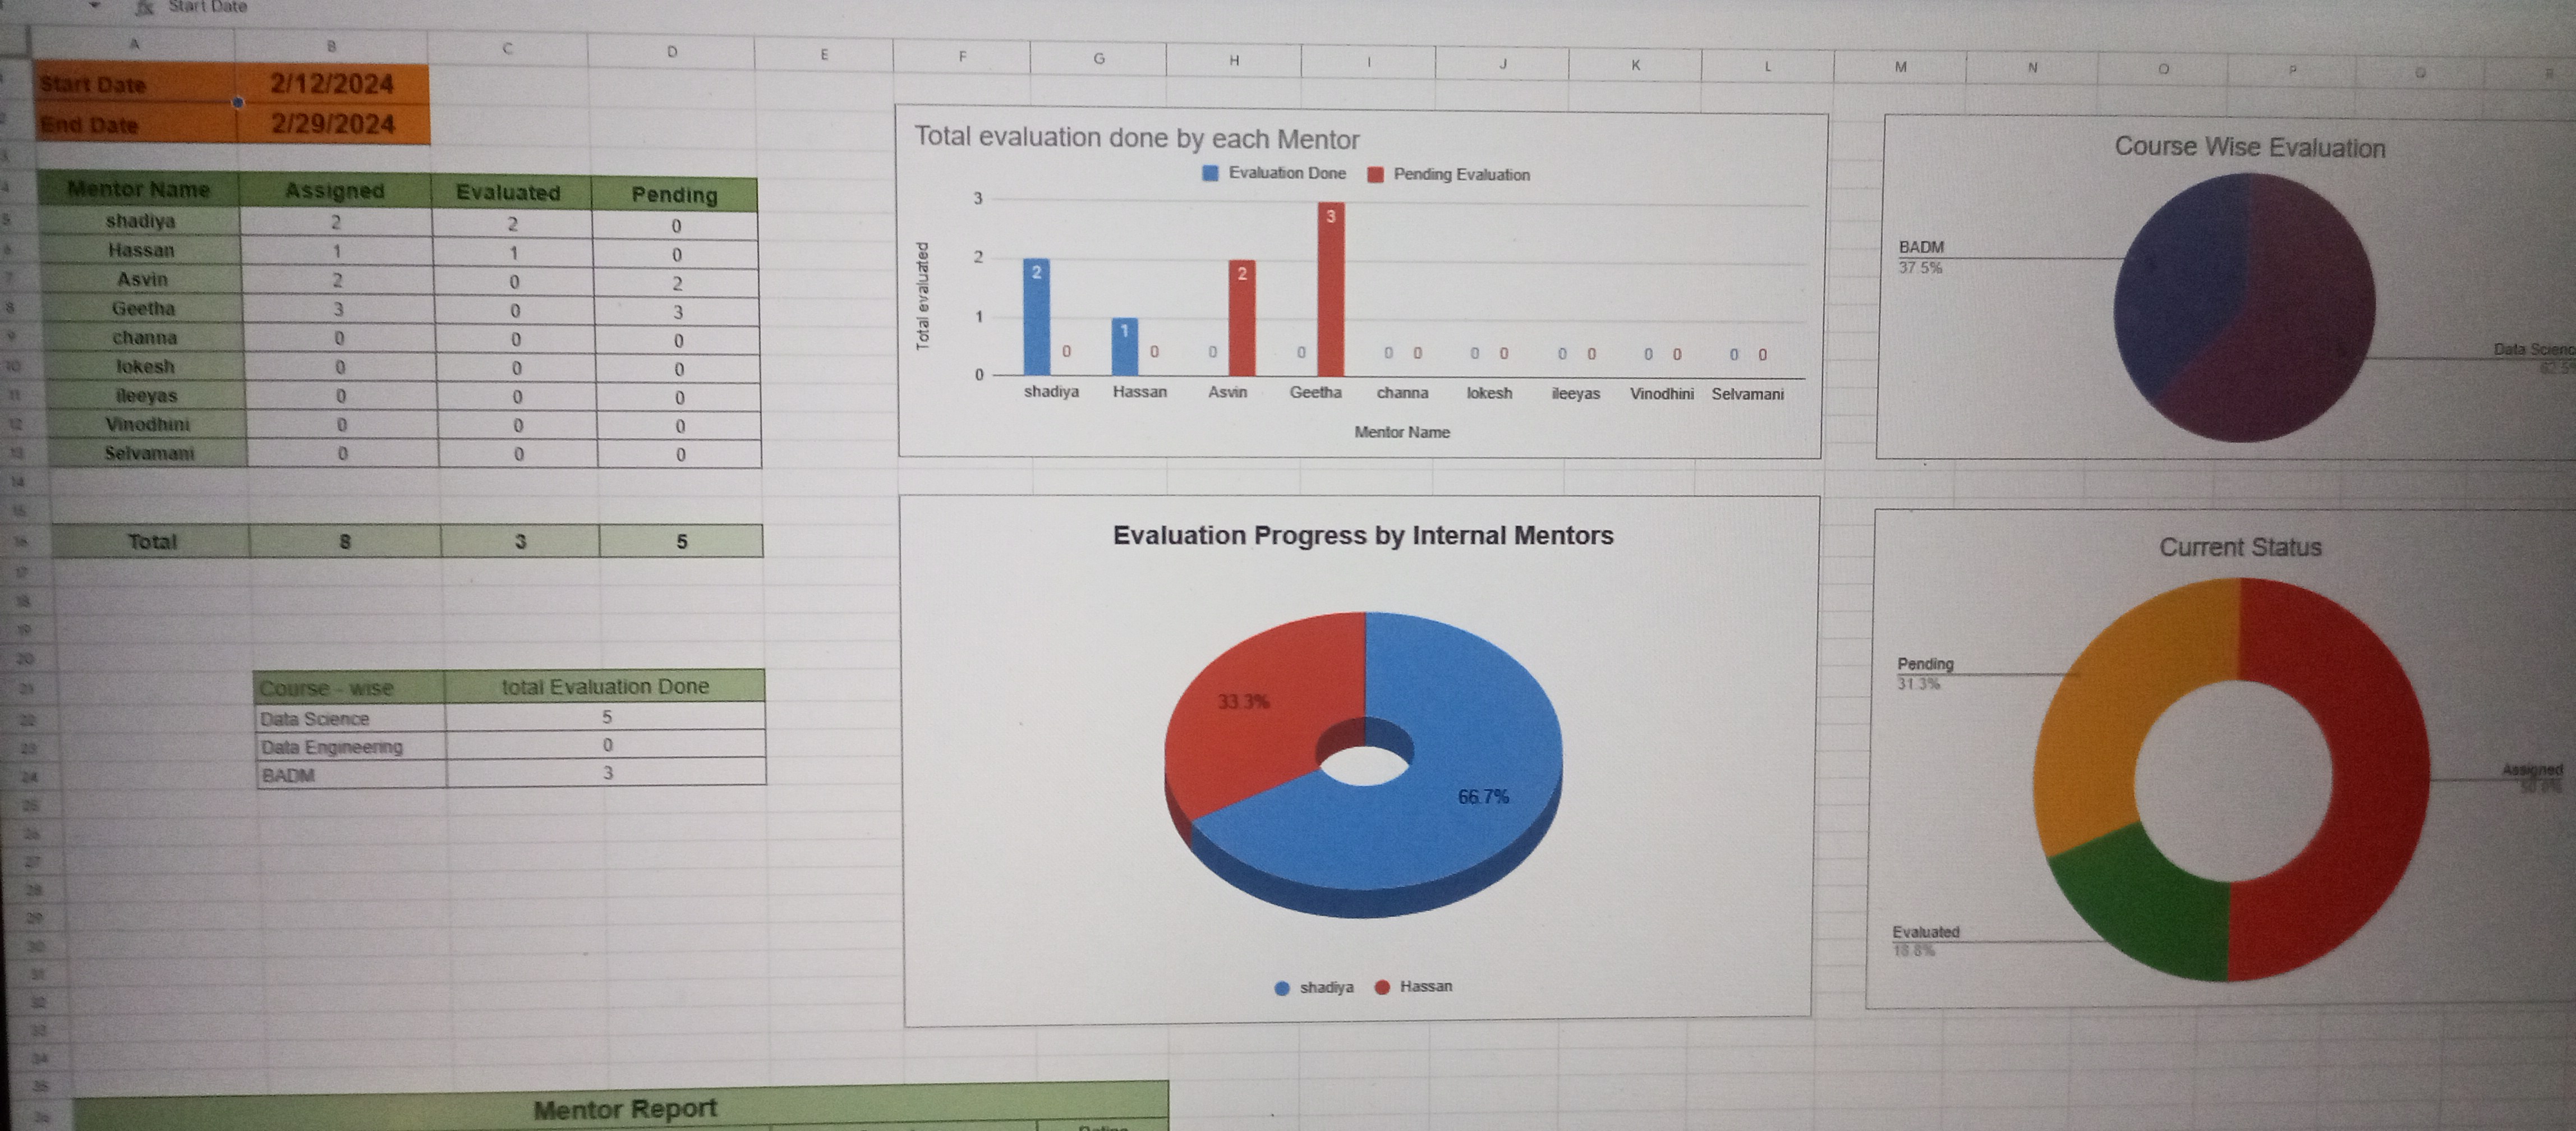 fx Start Date
A B C D E F G H I J K L M N O P Q R
Start Date 2/12/2024
End Date 2/29/2024
Mentor Name Assigned Evaluated Pending
shadiya 2 2 0
Hassan 1 1 0
Asvin 2 0 2
Geetha 3 0 3
channa 0 0 0
lokesh 0 0 0
ileeyas 0 0 0
Vinodhini 0 0 0
Selvamani 0 0 0
Total 8 3 5
Course - wise total Evaluation Done
Data Science 5
Data Engineering 0
BADM 3
Total evaluation done by each Mentor
Evaluation Done Pending Evaluation
Total evaluated
3
2
1
0
2 0 1 0 0 2 0 3 0 0 0 0 0 0 0 0 0 0
shadiya Hassan Asvin Geetha channa lokesh ileeyas Vinodhini Selvamani
Mentor Name
Course Wise Evaluation
BADM
37.5%
Data Scienc
62.5%
Evaluation Progress by Internal Mentors
33.3%
66.7%
shadiya Hassan
Current Status
Pending
31.3%
Assigned
50.0%
Evaluated
18.8%
Mentor Report